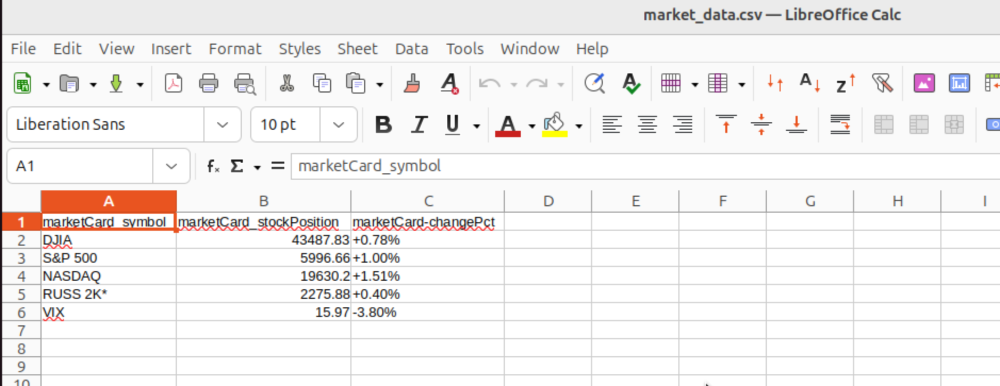 market_data.csv — LibreOffice Calc
File Edit View Insert Format Styles Sheet Data Tools Window Help
Liberation Sans 10 pt B I U A
A1 fx Σ = marketCard_symbol
A B C D E F G H I
1 marketCard_symbol marketCard_stockPosition marketCard-changePct
2 DJIA 43487.83 +0.78%
3 S&P 500 5996.66 +1.00%
4 NASDAQ 19630.2 +1.51%
5 RUSS 2K* 2275.88 +0.40%
6 VIX 15.97 -3.80%
7
8
9
10